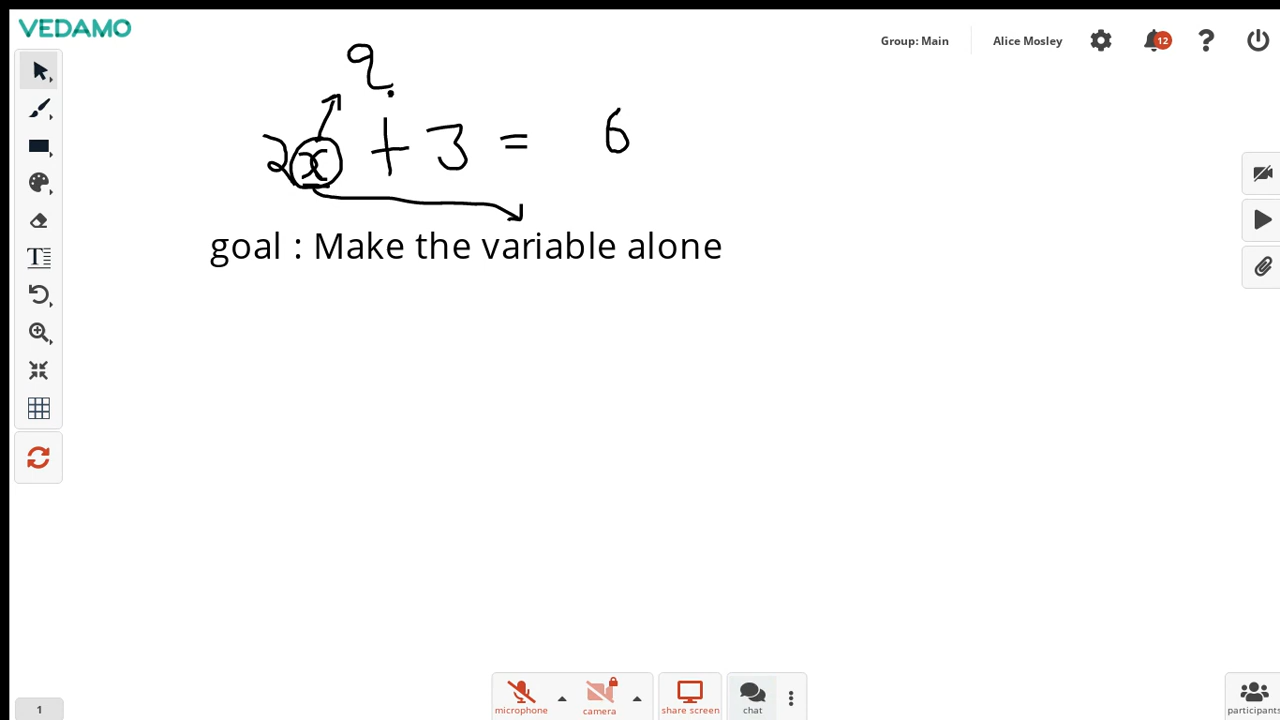 VEDAMO
Group: Main
Alice Mosley
12
?
2x + 3 = 6
goal : Make the variable alone
T
1
microphone
camera
share screen
chat
participants